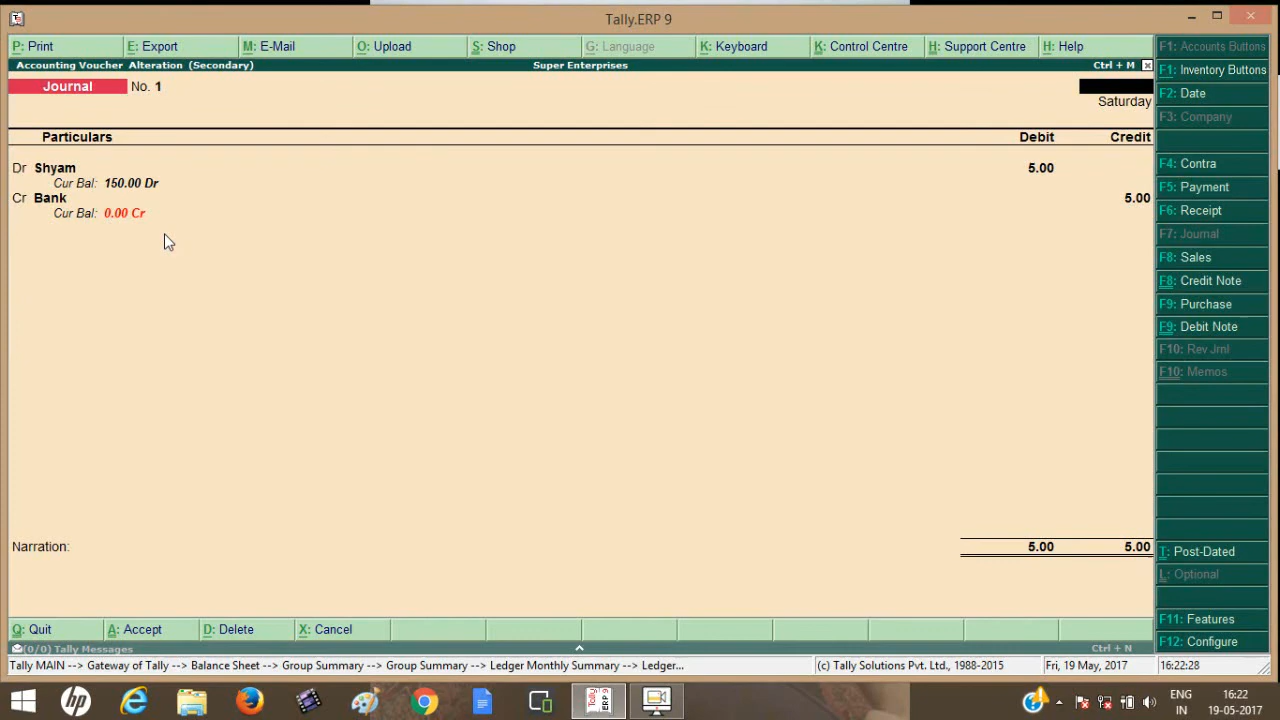 Tally.ERP 9
P: Print E: Export M: E-Mail O: Upload S: Shop G: Language K: Keyboard K: Control Centre H: Support Centre H: Help
Accounting Voucher Alteration (Secondary) Super Enterprises Ctrl + M
Journal No. 1
Saturday
Particulars Debit Credit
Dr Shyam 5.00
Cur Bal: 150.00 Dr
Cr Bank 5.00
Cur Bal: 0.00 Cr
Narration: 5.00 5.00
Q: Quit A: Accept D: Delete X: Cancel
(0/0) Tally Messages Ctrl + N
Tally MAIN --> Gateway of Tally --> Balance Sheet --> Group Summary --> Group Summary --> Ledger Monthly Summary --> Ledger... (c) Tally Solutions Pvt. Ltd., 1988-2015 Fri, 19 May, 2017 16:22:28
F1: Accounts Buttons
F1: Inventory Buttons
F2: Date
F3: Company
F4: Contra
F5: Payment
F6: Receipt
F7: Journal
F8: Sales
F8: Credit Note
F9: Purchase
F9: Debit Note
F10: Rev Jrnl
F10: Memos
T: Post-Dated
L: Optional
F11: Features
F12: Configure
hp
Tally
ERP 9
ENG
IN
16:22
19-05-2017